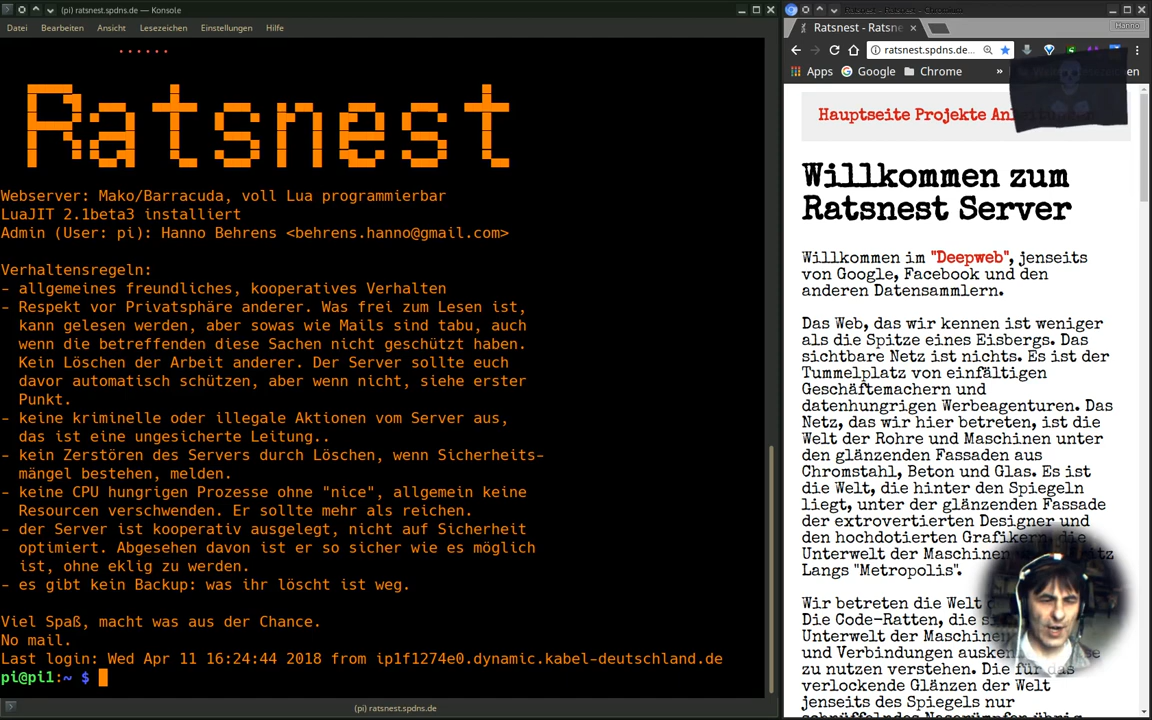 (pi) ratsnest.spdns.de — Konsole
Datei Bearbeiten Ansicht Lesezeichen Einstellungen Hilfe
Ratsnest
Webserver: Mako/Barracuda, voll Lua programmierbar
LuaJIT 2.1beta3 installiert
Admin (User: pi): Hanno Behrens <behrens.hanno@gmail.com>
Verhaltensregeln:
- allgemeines freundliches, kooperatives Verhalten
- Respekt vor Privatsphäre anderer. Was frei zum Lesen ist,
kann gelesen werden, aber sowas wie Mails sind tabu, auch
wenn die betreffenden diese Sachen nicht geschützt haben.
Kein Löschen der Arbeit anderer. Der Server sollte euch
davor automatisch schützen, aber wenn nicht, siehe erster
Punkt.
- keine kriminelle oder illegale Aktionen vom Server aus,
das ist eine ungesicherte Leitung..
- kein Zerstören des Servers durch Löschen, wenn Sicherheits-
mängel bestehen, melden.
- keine CPU hungrigen Prozesse ohne "nice", allgemein keine
Resourcen verschwenden. Er sollte mehr als reichen.
- der Server ist kooperativ ausgelegt, nicht auf Sicherheit
optimiert. Abgesehen davon ist er so sicher wie es möglich
ist, ohne eklig zu werden.
- es gibt kein Backup: was ihr löscht ist weg.
Viel Spaß, macht was aus der Chance.
No mail.
Last login: Wed Apr 11 16:24:44 2018 from ip1f1274e0.dynamic.kabel-deutschland.de
pi@pi1:~ $
(pi) ratsnest.spdns.de
Ratsnest - Ratsne
Hanno
ratsnest.spdns.de...
Apps Google Chrome »
Hauptseite Projekte
Willkommen zum
Ratsnest Server
Willkommen im "Deepweb", jenseits
von Google, Facebook und den
anderen Datensammlern.
Das Web, das wir kennen ist weniger
als die Spitze eines Eisbergs. Das
sichtbare Netz ist nichts. Es ist der
Tummelplatz von einfältigen
Geschäftemachern und
datenhungrigen Werbeagenturen. Das
Netz, das wir hier betreten, ist die
Welt der Rohre und Maschinen unter
den glänzenden Fassaden aus
Chromstahl, Beton und Glas. Es ist
die Welt, die hinter den Spiegeln
liegt, unter der glänzenden Fassade
der extrovertierten Designer und
den hochdotierten Grafikern, die
Unterwelt der Maschinen
Langs "Metropolis".
Wir betreten die Welt
Die Code-Ratten, die
Unterwelt der Maschinen
und Verbindungen
zu nutzen verstehen. Die für das
verlockende Glänzen der Welt
jenseits des Spiegels nur